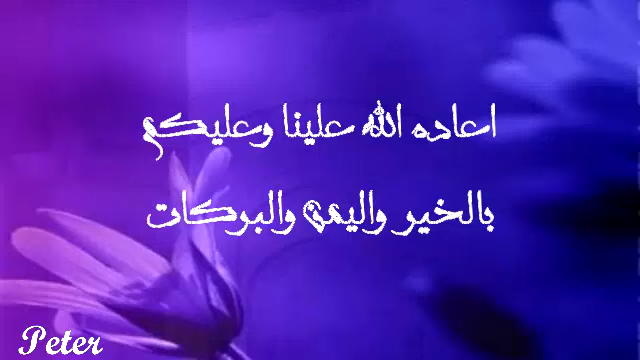 اعاده الله علينا وعليكم
بالخير واليمن والبركات
Peter